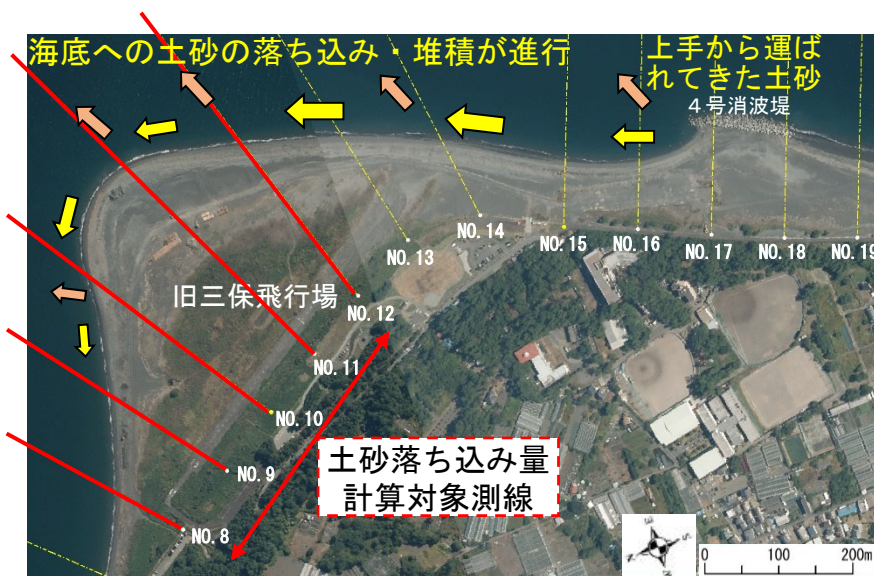 海底への土砂の落ち込み・堆積が進行
上手から運ば
れてきた土砂
4号消波堤
NO.13
NO.14
NO.15
NO.16
NO.17
NO.18
NO.19
旧三保飛行場
NO.12
NO.11
NO.10
NO.9
NO.8
土砂落ち込み量
計算対象測線
0 100 200m